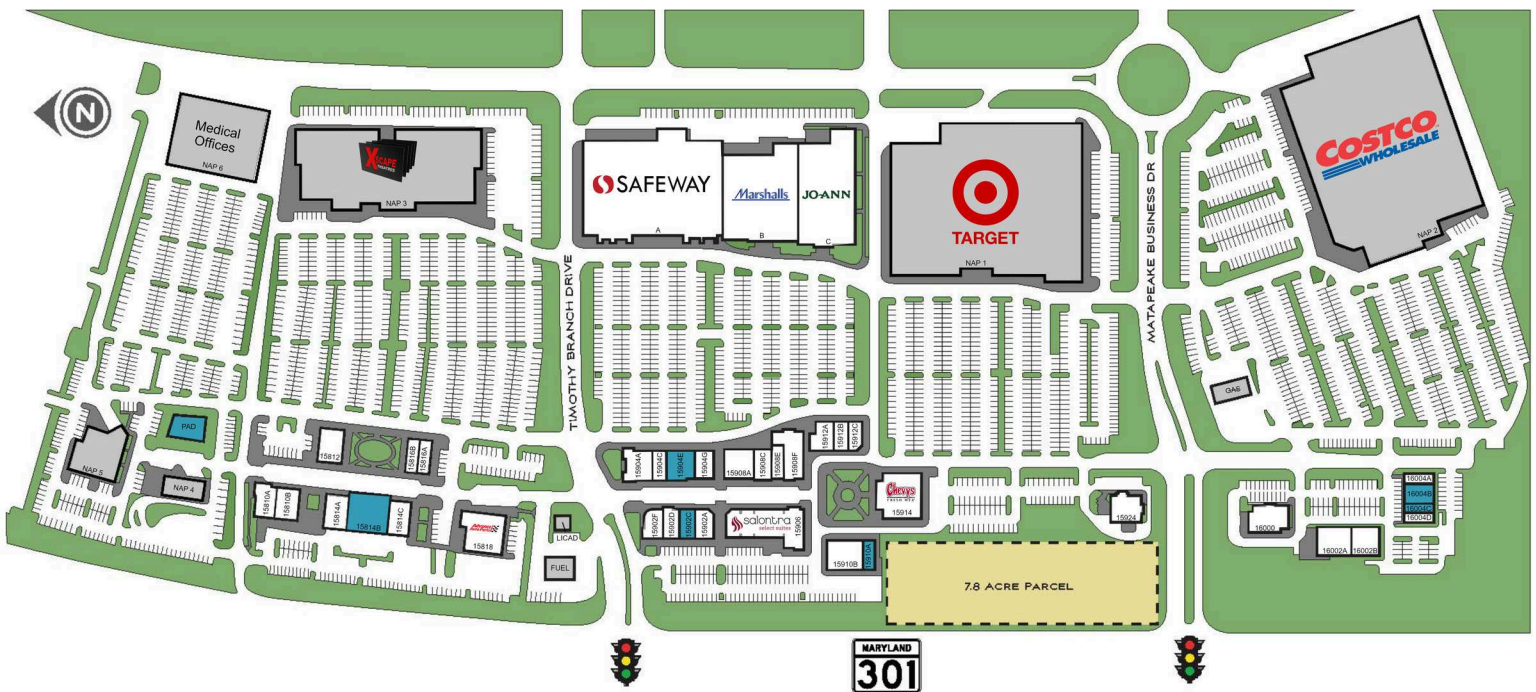 N
Medical
Offices
NAP 6
XSCAPE
THEATRES
NAP 3
SAFEWAY
A
Marshalls
B
JO-ANN
C
TARGET
NAP 1
COSTCO
WHOLESALE
NAP 2
TIMOTHY BRANCH DRIVE
MATAPEAKE BUSINESS DR
GAS
PAD
NAP 5
NAP 4
15812
15816B
15816A
15810A
15810B
15814A
15814B
15814C
15818
LICAD
FUEL
15904A
15904C
15904E
15904G
15908A
15908C
15908E
15908F
15912A
15912B
15912C
15902F
15902D
15902C
15902A
salontra
select suites
15906
Chevys
FRESH MEX
15914
15910B
15910A
15924
7.8 ACRE PARCEL
16000
16002A
16002B
16004A
16004B
16004C
16004D
MARYLAND
301